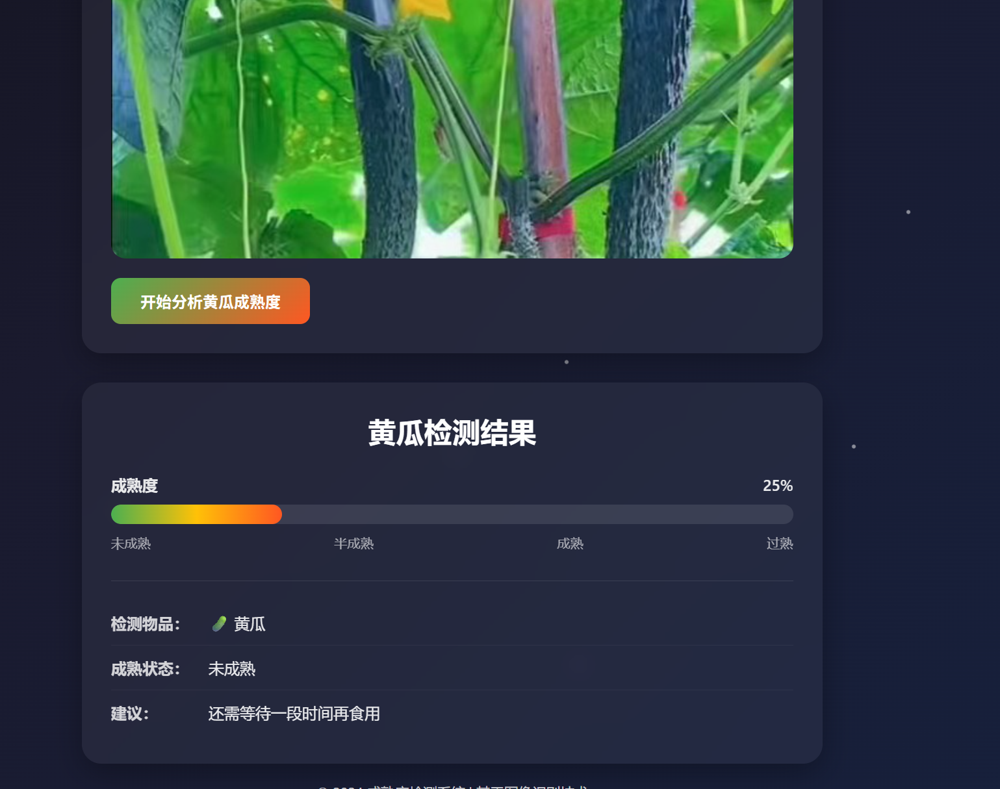 开始分析黄瓜成熟度
黄瓜检测结果
成熟度 25%
未成熟 半成熟 成熟 过熟
检测物品： 黄瓜
成熟状态： 未成熟
建议： 还需等待一段时间再食用